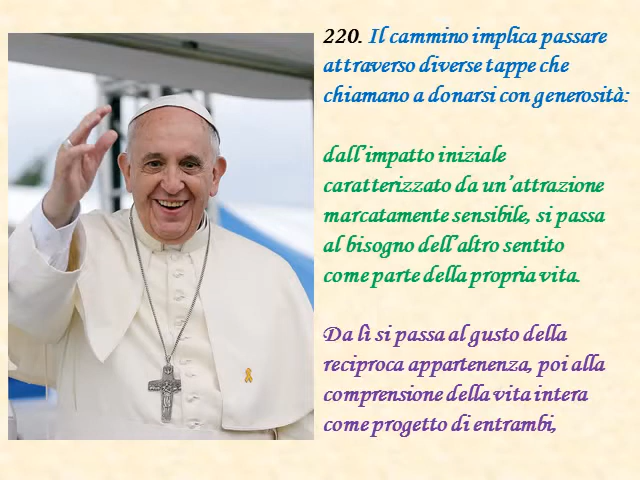 220. Il cammino implica passare
attraverso diverse tappe che
chiamano a donarsi con generosità:
dall’impatto iniziale
caratterizzato da un’attrazione
marcatamente sensibile, si passa
al bisogno dell’altro sentito
come parte della propria vita.
Da lì si passa al gusto della
reciproca appartenenza, poi alla
comprensione della vita intera
come progetto di entrambi,